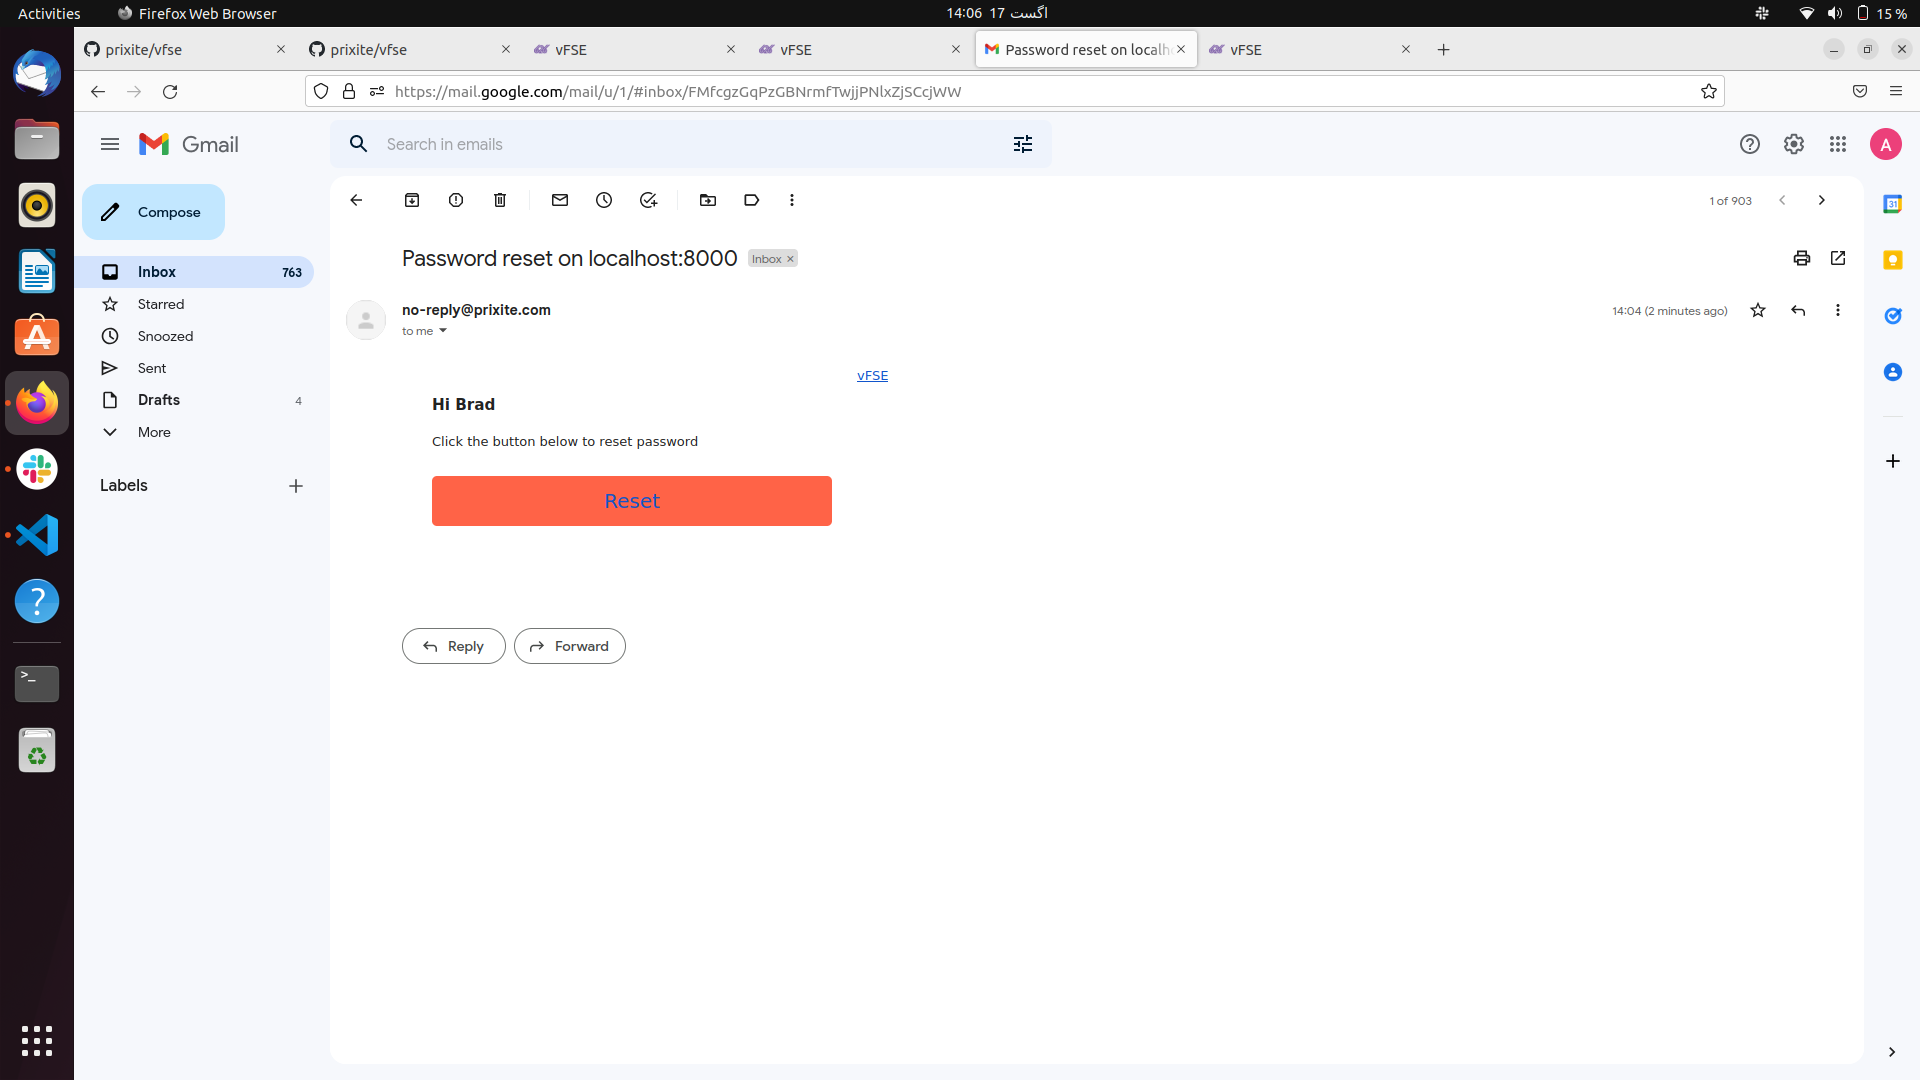 Activities
Firefox Web Browser
14:06 17 اگست
15 %
prixite/vfse
prixite/vfse
vFSE
vFSE
Password reset on localh
vFSE
https://mail.google.com/mail/u/1/#inbox/FMfcgzGqPzGBNrmfTwjjPNlxZjSCcjWW
Gmail
Search in emails
A
Compose
1 of 903
31
Password reset on localhost:8000
Inbox
Inbox 763
Starred
Snoozed
Sent
Drafts 4
More
Labels
no-reply@prixite.com
14:04 (2 minutes ago)
to me
vFSE
Hi Brad
Click the button below to reset password
Reset
Reply
Forward